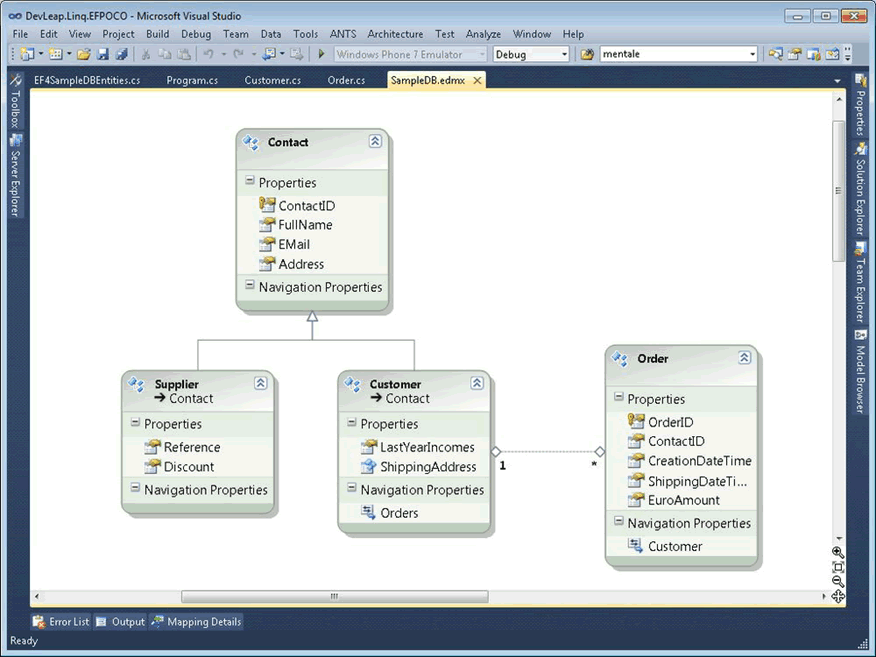 DevLeap.Linq.EFPOCO - Microsoft Visual Studio
File Edit View Project Build Debug Team Data Tools ANTS Architecture Test Analyze Window Help
Windows Phone 7 Emulator Debug mentale
EF4SampleDBEntities.cs Program.cs Customer.cs Order.cs SampleDB.edmx
Toolbox
Server Explorer
Properties
Solution Explorer
Team Explorer
Model Browser
Contact
Properties
ContactID
FullName
EMail
Address
Navigation Properties
Supplier
Contact
Properties
Reference
Discount
Navigation Properties
Customer
Contact
Properties
LastYearIncomes
ShippingAddress
Navigation Properties
Orders
1
*
Order
Properties
OrderID
ContactID
CreationDateTime
ShippingDateTi...
EuroAmount
Navigation Properties
Customer
Error List Output Mapping Details
Ready